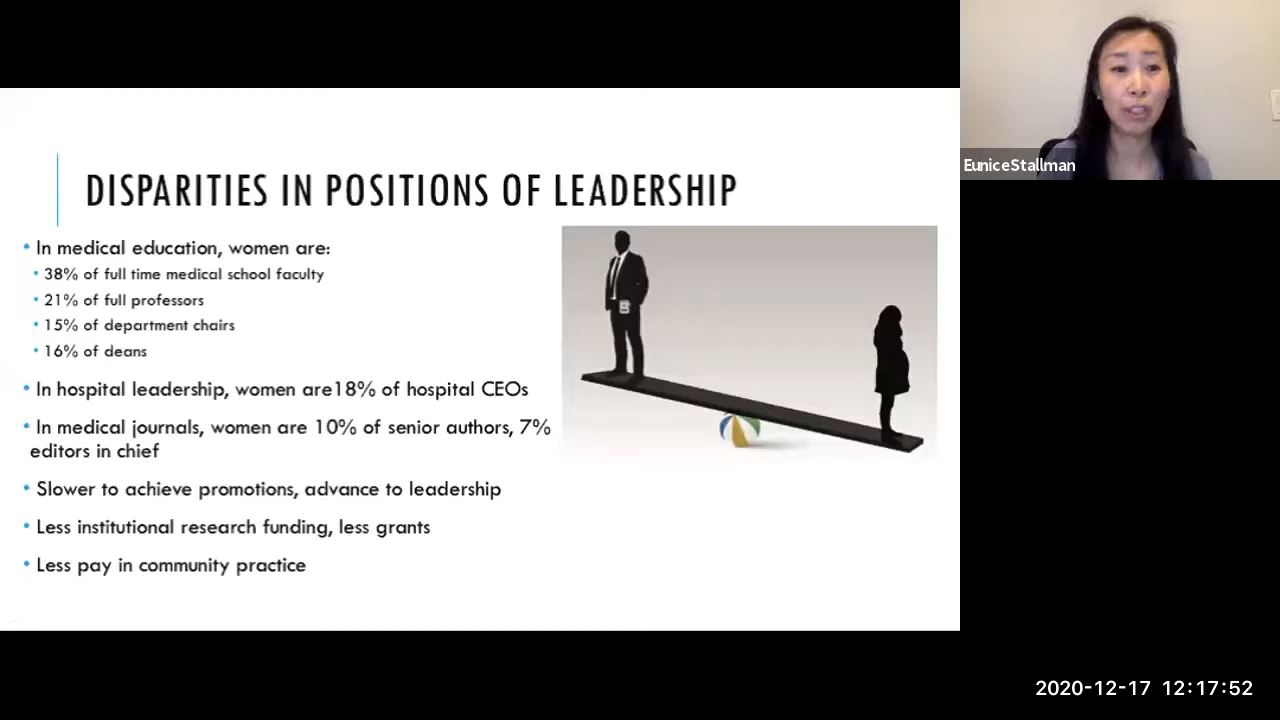 DISPARITIES IN POSITIONS OF LEADERSHIP
• In medical education, women are:
• 38% of full time medical school faculty
• 21% of full professors
• 15% of department chairs
• 16% of deans
• In hospital leadership, women are18% of hospital CEOs
• In medical journals, women are 10% of senior authors, 7%
editors in chief
• Slower to achieve promotions, advance to leadership
• Less institutional research funding, less grants
• Less pay in community practice
EuniceStallman
2020-12-17 12:17:52